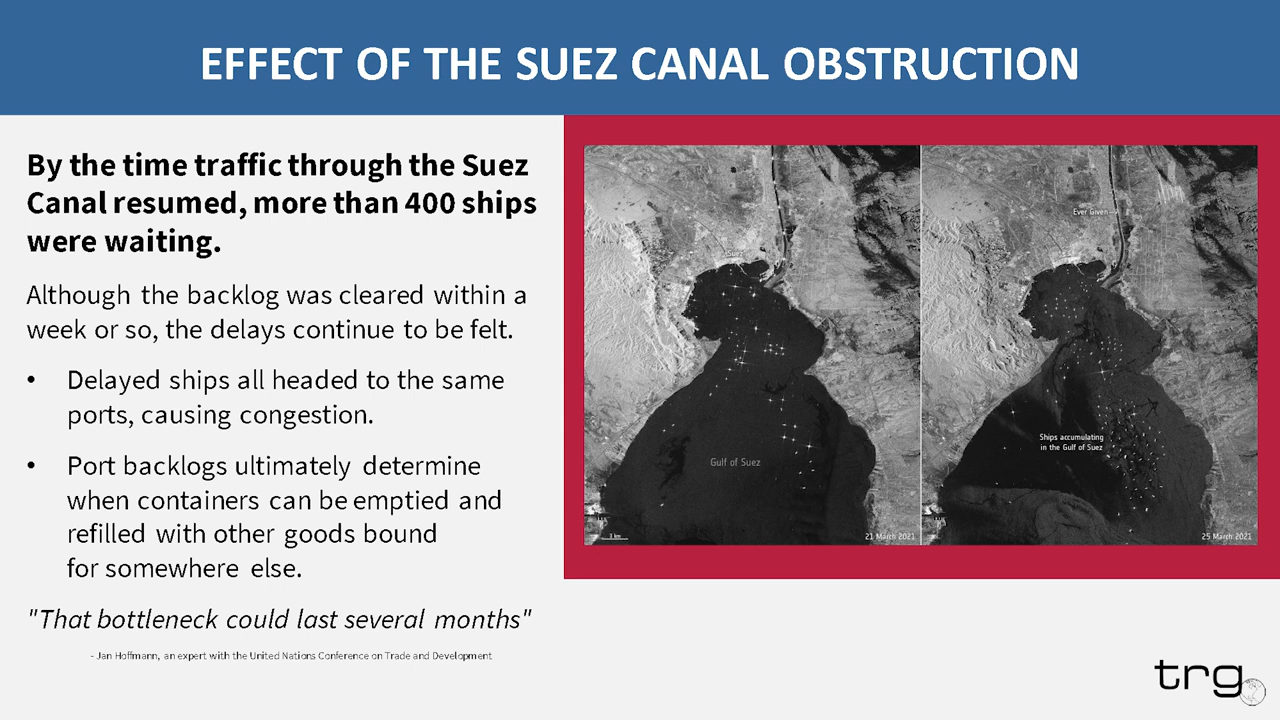 EFFECT OF THE SUEZ CANAL OBSTRUCTION
By the time traffic through the Suez
Canal resumed, more than 400 ships
were waiting.
Although the backlog was cleared within a
week or so, the delays continue to be felt.
• Delayed ships all headed to the same
ports, causing congestion.
• Port backlogs ultimately determine
when containers can be emptied and
refilled with other goods bound
for somewhere else.
"That bottleneck could last several months"
- Jan Hoffmann, an expert with the United Nations Conference on Trade and Development
Suez
Gulf of Suez
21 March 2021
Ever Given
Ships accumulating
in the Gulf of Suez
25 March 2021
trg